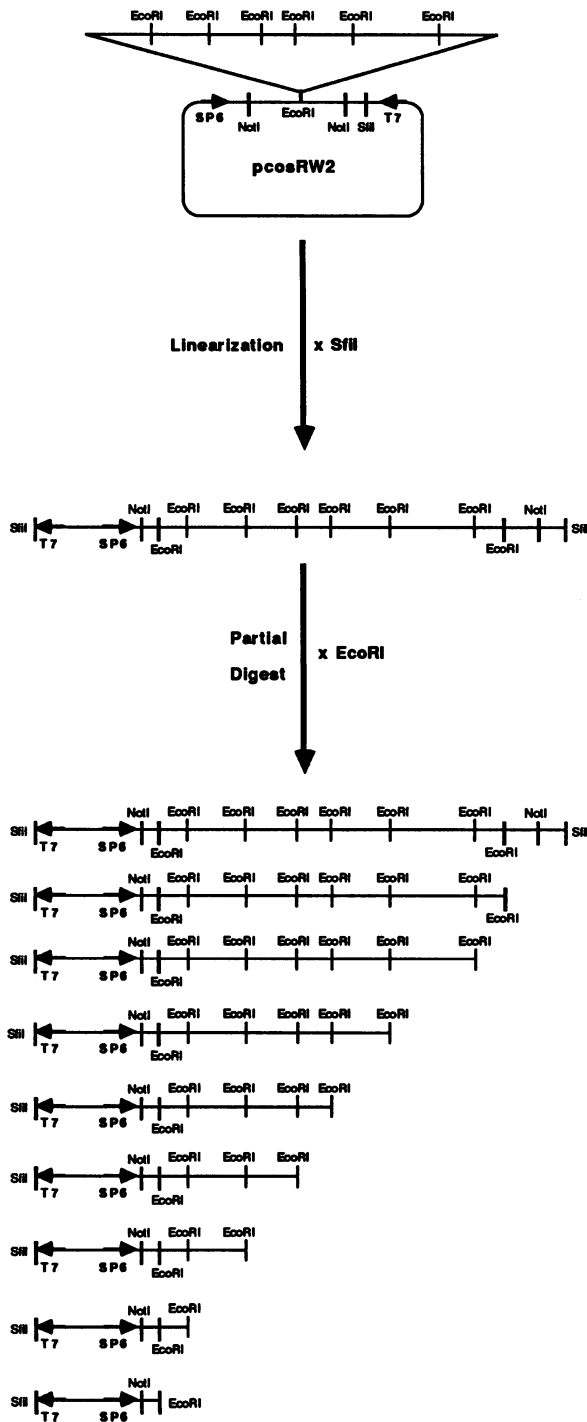 EcoRI EcoRI EcoRI EcoRI EcoRI EcoRI
SP6 NotI EcoRI NotI SfiI T7
pcosRW2
Linearization x SfiI
SfiI NotI EcoRI EcoRI EcoRI EcoRI EcoRI EcoRI NotI SfiI
T7 SP6 EcoRI EcoRI
Partial
Digest
x EcoRI
SfiI NotI EcoRI EcoRI EcoRI EcoRI EcoRI EcoRI NotI SfiI
T7 SP6 EcoRI EcoRI
SfiI NotI EcoRI EcoRI EcoRI EcoRI EcoRI EcoRI
T7 SP6 EcoRI EcoRI
SfiI NotI EcoRI EcoRI EcoRI EcoRI EcoRI EcoRI
T7 SP6 EcoRI
SfiI NotI EcoRI EcoRI EcoRI EcoRI EcoRI
T7 SP6 EcoRI
SfiI NotI EcoRI EcoRI EcoRI EcoRI
T7 SP6 EcoRI
SfiI NotI EcoRI EcoRI EcoRI
T7 SP6 EcoRI
SfiI NotI EcoRI EcoRI
T7 SP6 EcoRI
SfiI NotI EcoRI
T7 SP6 EcoRI
SfiI NotI
T7 SP6 EcoRI